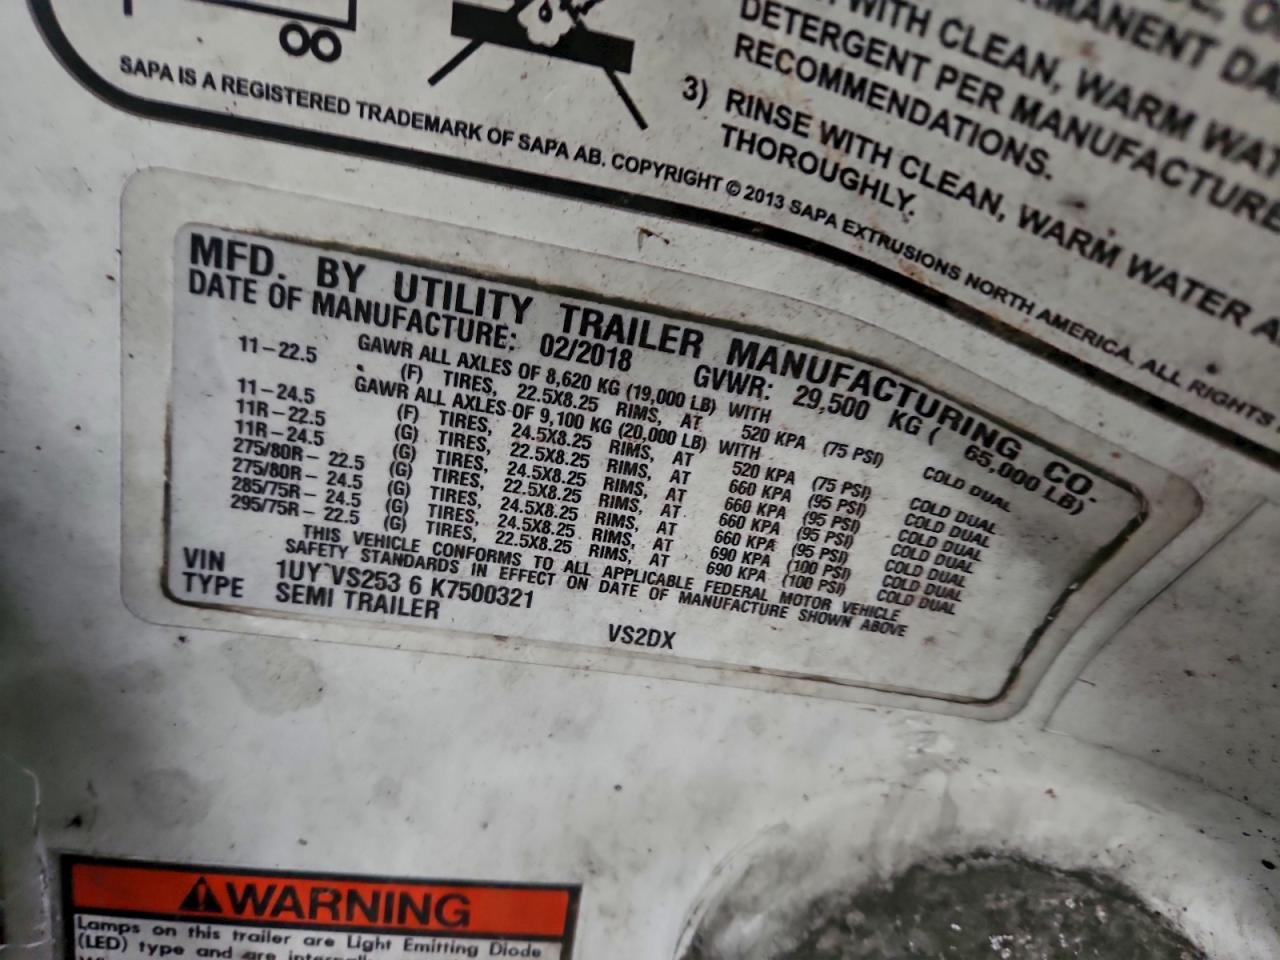 SAPA IS A REGISTERED TRADEMARK OF SAPA AB. COPYRIGHT © 2013 SAPA EXTRUSIONS NORTH AMERICA. ALL RIGHTS
WITH CLEAN, WARM WAT
DETERGENT PER MANUFACTURE
RECOMMENDATIONS.
3) RINSE WITH CLEAN, WARM WATER A
THOROUGHLY.
MFD. BY UTILITY TRAILER MANUFACTURING CO.
DATE OF MANUFACTURE: 02/2018 GVWR: 29,500 KG ( 65,000 LB)
GAWR ALL AXLES OF 8,620 KG (19,000 LB) WITH
11-22.5 (F) TIRES, 22.5X8.25 RIMS, AT 520 KPA (75 PSI) COLD DUAL
GAWR ALL AXLES OF 9,100 KG (20,000 LB) WITH
11-24.5 (F) TIRES, 24.5X8.25 RIMS, AT 520 KPA (75 PSI) COLD DUAL
11R-22.5 (G) TIRES, 22.5X8.25 RIMS, AT 660 KPA (95 PSI) COLD DUAL
11R-24.5 (G) TIRES, 24.5X8.25 RIMS, AT 660 KPA (95 PSI) COLD DUAL
275/80R- 22.5 (G) TIRES, 22.5X8.25 RIMS, AT 660 KPA (95 PSI) COLD DUAL
275/80R- 24.5 (G) TIRES, 24.5X8.25 RIMS, AT 660 KPA (95 PSI) COLD DUAL
285/75R- 24.5 (G) TIRES, 24.5X8.25 RIMS, AT 690 KPA (100 PSI) COLD DUAL
295/75R- 22.5 (G) TIRES, 22.5X8.25 RIMS, AT 690 KPA (100 PSI) COLD DUAL
THIS VEHICLE CONFORMS TO ALL APPLICABLE FEDERAL MOTOR VEHICLE
SAFETY STANDARDS IN EFFECT ON DATE OF MANUFACTURE SHOWN ABOVE
VIN 1UYVS253 6 K7500321
TYPE SEMI TRAILER VS2DX
WARNING
Lamps on this trailer are Light Emitting Diode
(LED) type and are